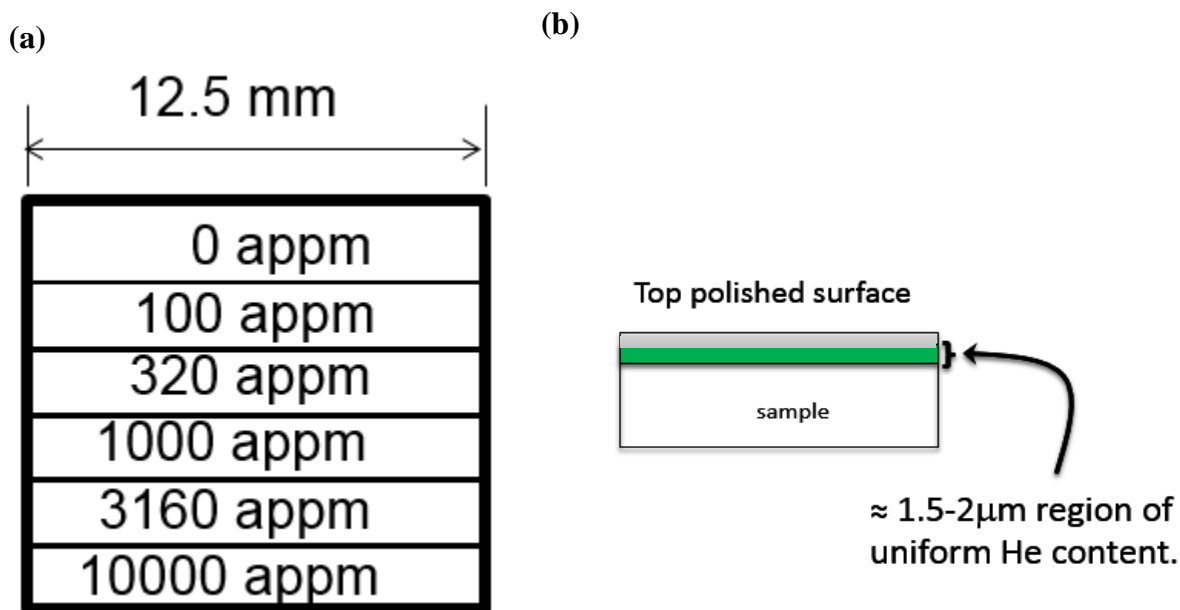 (a)
12.5 mm
0 appm
100 appm
320 appm
1000 appm
3160 appm
10000 appm
(b)
Top polished surface
sample
≈ 1.5-2μm region of
uniform He content.